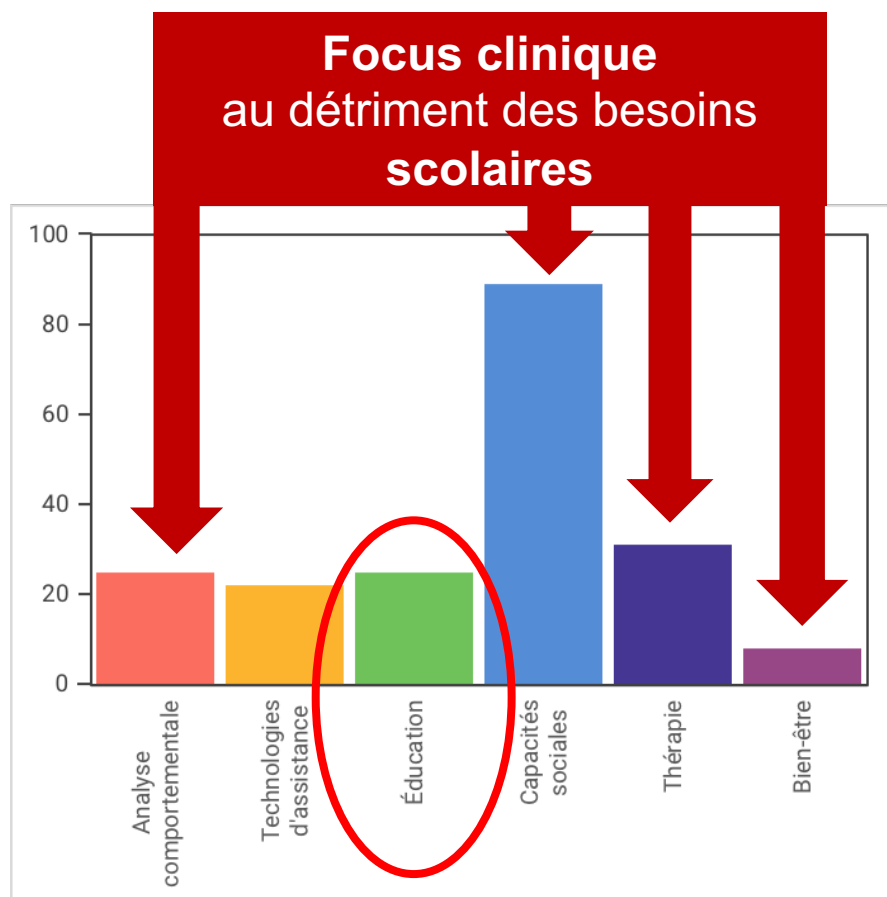 Focus clinique
au détriment des besoins
scolaires
100
80
60
40
20
0
Analyse
comportementale
Technologies
d'assistance
Éducation
Capacités
sociales
Thérapie
Bien-être